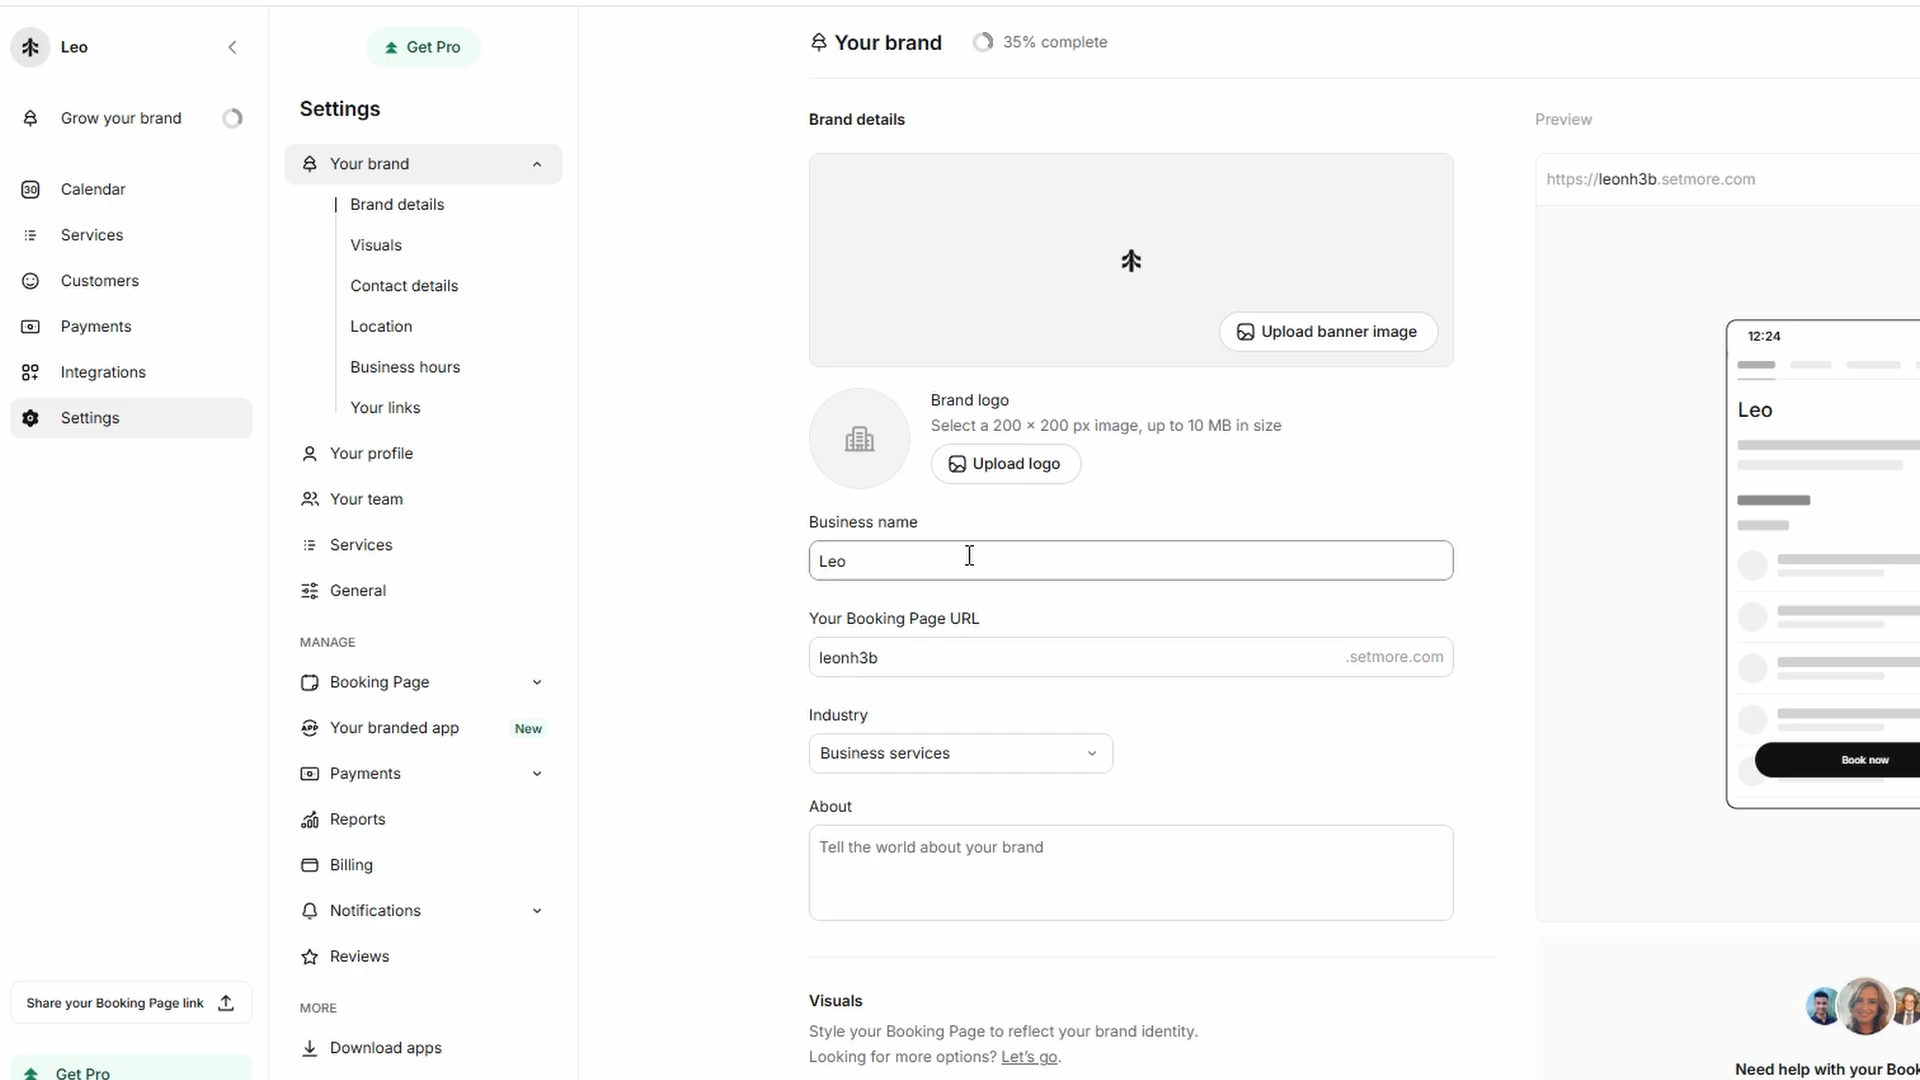 Leo
Grow your brand
30
Calendar
Services
Customers
Payments
Integrations
Settings
Share your Booking Page link
Get Pro
Get Pro
Settings
Your brand
Brand details
Visuals
Contact details
Location
Business hours
Your links
Your profile
Your team
Services
General
MANAGE
Booking Page
APP
Your branded app
New
Payments
Reports
Billing
Notifications
Reviews
MORE
Download apps
Your brand
35% complete
Brand details
Upload banner image
Brand logo
Select a 200 × 200 px image, up to 10 MB in size
Upload logo
Business name
Leo
Your Booking Page URL
leonh3b
.setmore.com
Industry
Business services
About
Tell the world about your brand
Visuals
Style your Booking Page to reflect your brand identity.
Looking for more options? Let's go.
Preview
https://leonh3b.setmore.com
12:24
Leo
Book now
Need help with your Book